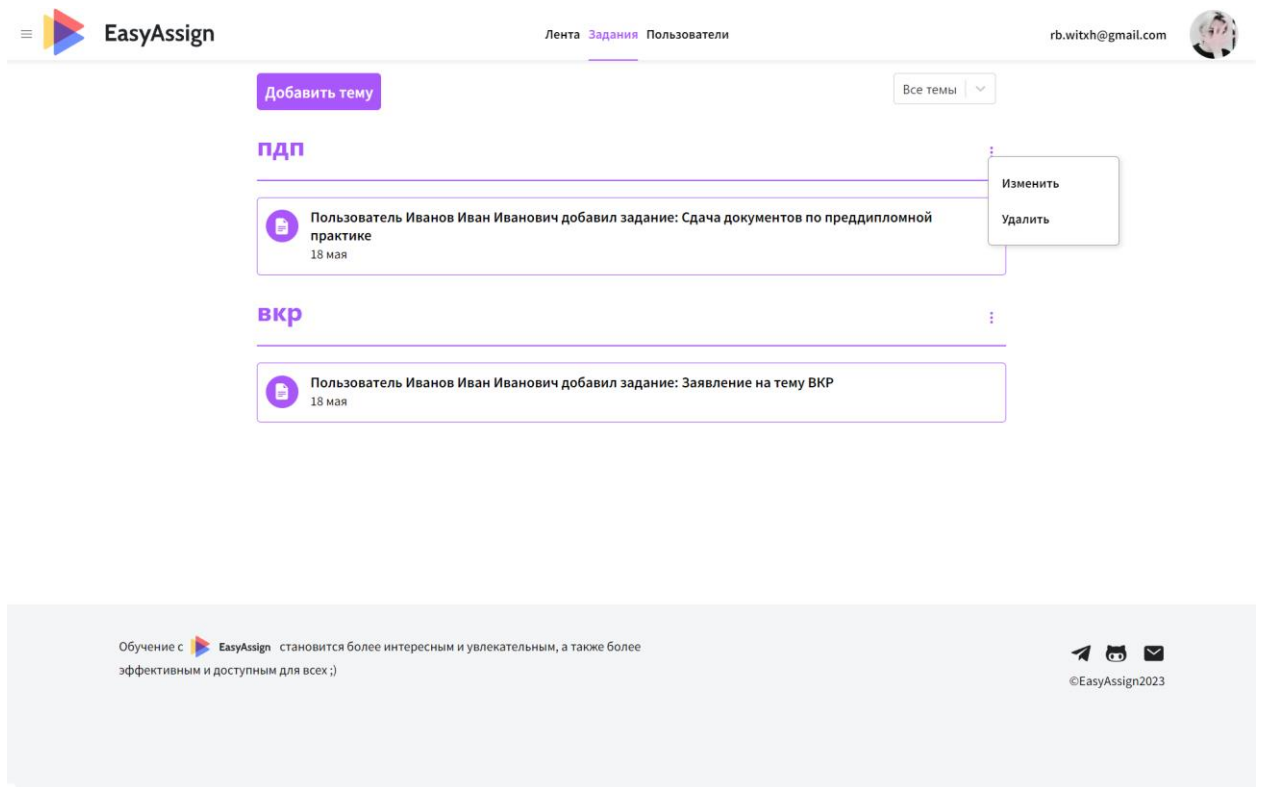 EasyAssign
Лента Задания Пользователи
rb.witxh@gmail.com
Добавить тему
Все темы
пдп
Изменить
Удалить
Пользователь Иванов Иван Иванович добавил задание: Сдача документов по преддипломной
практике
18 мая
вкр
Пользователь Иванов Иван Иванович добавил задание: Заявление на тему ВКР
18 мая
Обучение с EasyAssign становится более интересным и увлекательным, а также более
эффективным и доступным для всех ;)
©EasyAssign2023